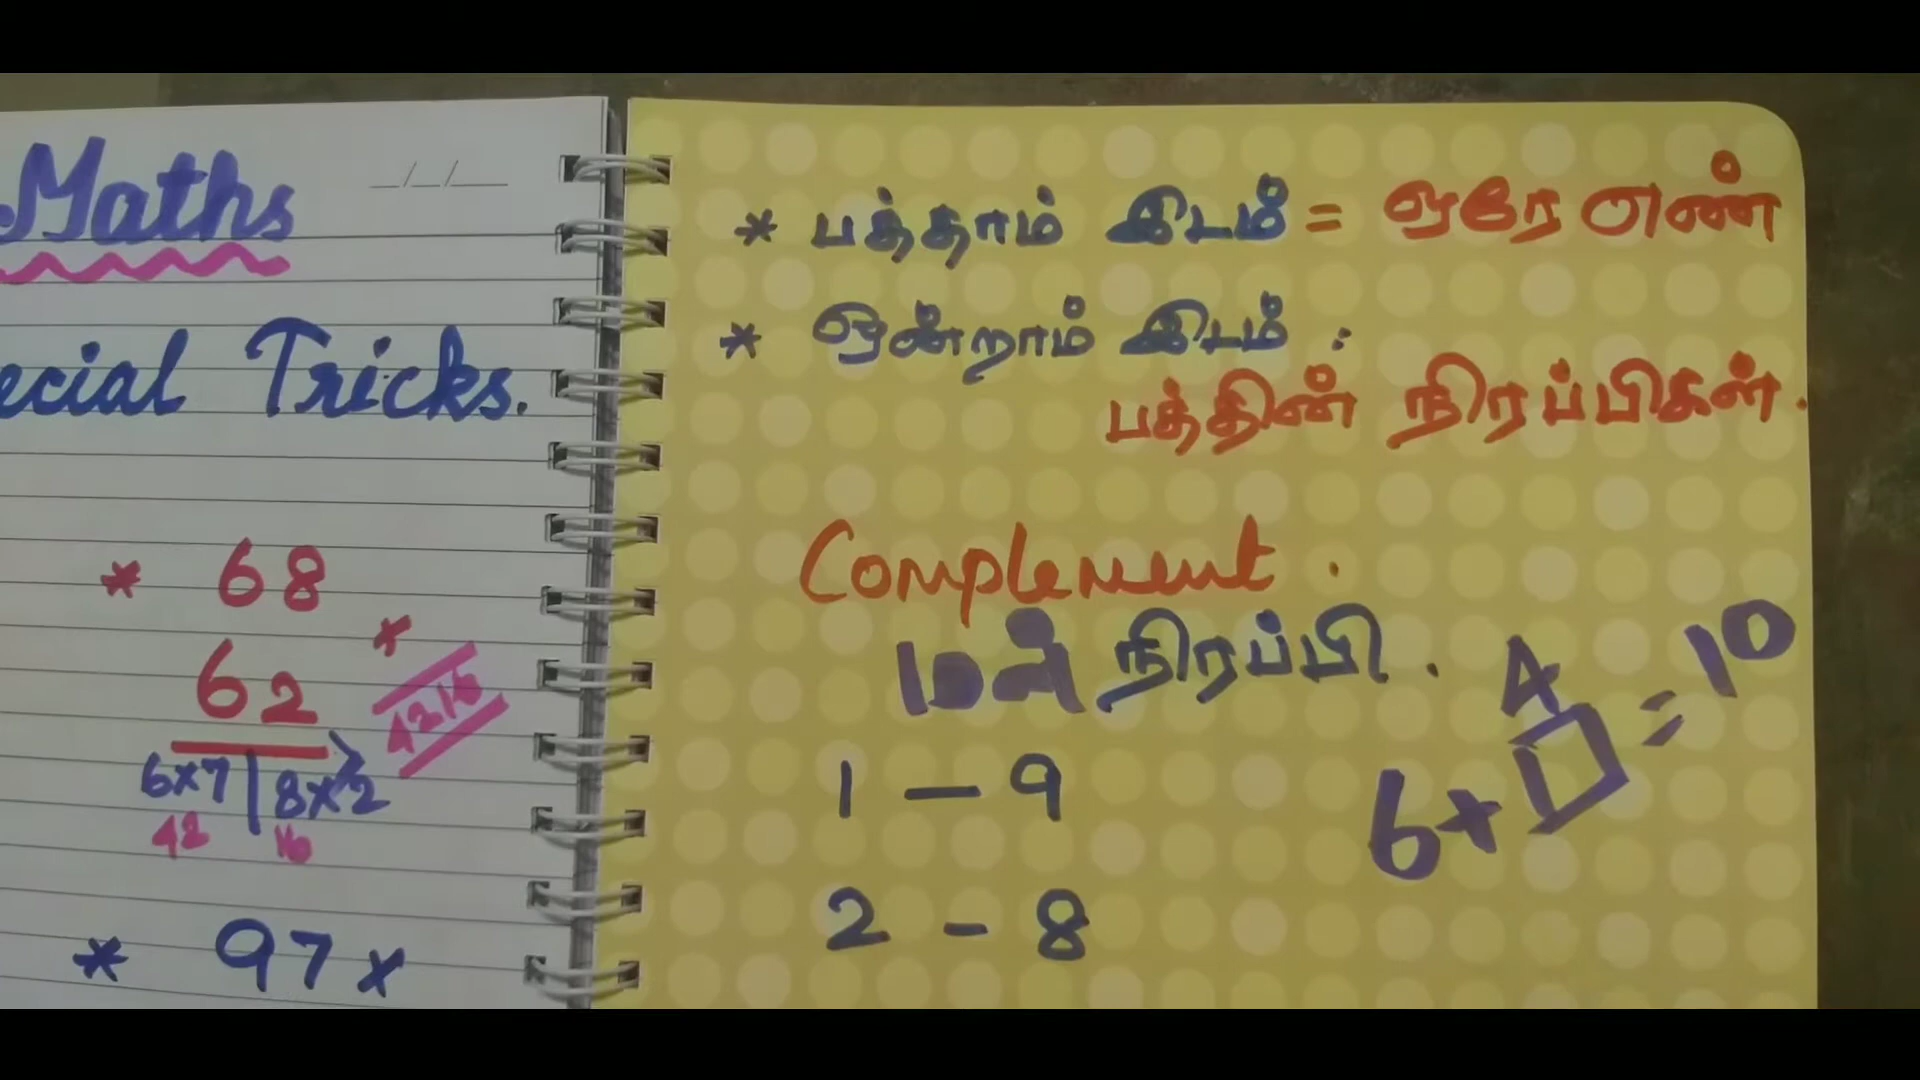 Maths
ecial Tricks.
* 68
62 ×
6×7 | 8×2
42 16
4216
* 97 ×
* பத்தாம் இடம் = ஒரே எண்
* ஒன்றாம் இடம் :
பத்தின் நிரப்பிகள்.
Complement.
10ன் நிரப்பி.
1 – 9
2 – 8
4
6 + □ = 10